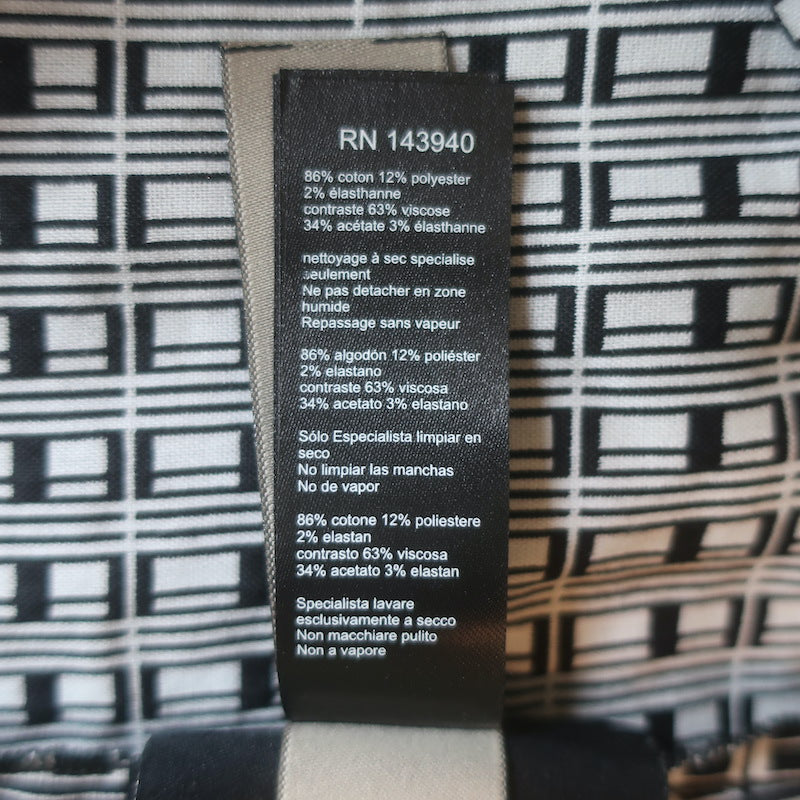 RN 143940
86% coton 12% polyester
2% élasthanne
contraste 63% viscose
34% acétate 3% élasthanne
nettoyage à sec specialise
seulement
Ne pas detacher en zone
humide
Repassage sans vapeur
86% algodón 12% poliéster
2% elastano
contraste 63% viscosa
34% acetato 3% elastano
Sólo Especialista limpiar en
seco
No limpiar las manchas
No de vapor
86% cotone 12% poliestere
2% elastan
contrasto 63% viscosa
34% acetato 3% elastan
Specialista lavare
esclusivamente a secco
Non macchiare pulito
Non a vapore